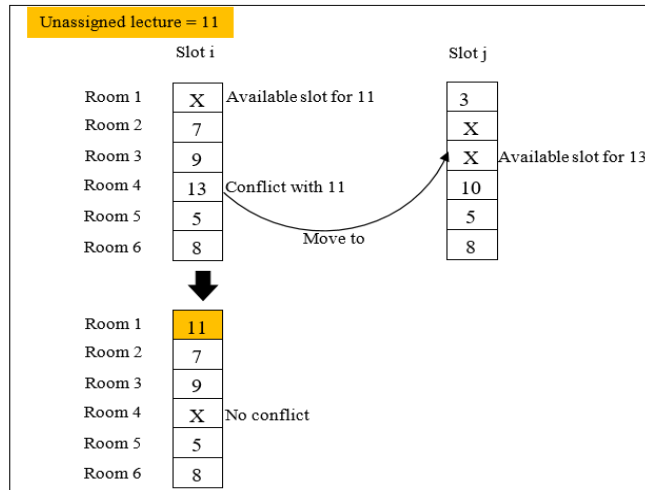 Unassigned lecture = 11
Slot i Slot j
Room 1 X Available slot for 11 3
Room 2 7 X
Room 3 9 X Available slot for 13
Room 4 13 Conflict with 11 10
Room 5 5 5
Move to
Room 6 8 8
Room 1 11
Room 2 7
Room 3 9
Room 4 X No conflict
Room 5 5
Room 6 8